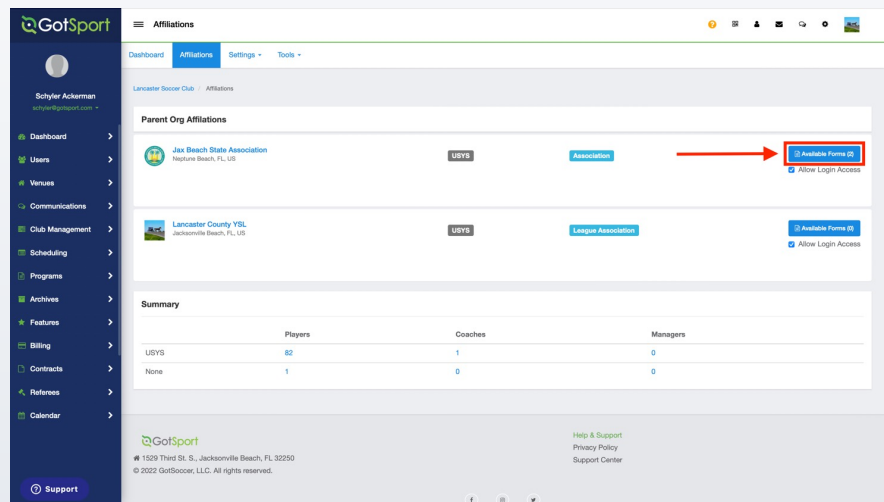 GotSport
Affiliations
Schyler Ackerman
schyler@gotsport.com
Dashboard
Users
Venues
Communications
Club Management
Scheduling
Programs
Archives
Features
Billing
Contracts
Referees
Calendar
Support
Dashboard Affiliations Settings Tools
Lancaster Soccer Club / Affiliations
Parent Org Affilations
Jax Beach State Association
Neptune Beach, FL, US
USYS
Association
Available Forms (2)
Allow Login Access
Lancaster County YSL
Jacksonville Beach, FL, US
USYS
League Association
Available Forms (0)
Allow Login Access
Summary
Players Coaches Managers
USYS 82 1 0
None 1 0 0
GotSport
1529 Third St. S., Jacksonville Beach, FL 32250
© 2022 GotSoccer, LLC. All rights reserved.
Help & Support
Privacy Policy
Support Center